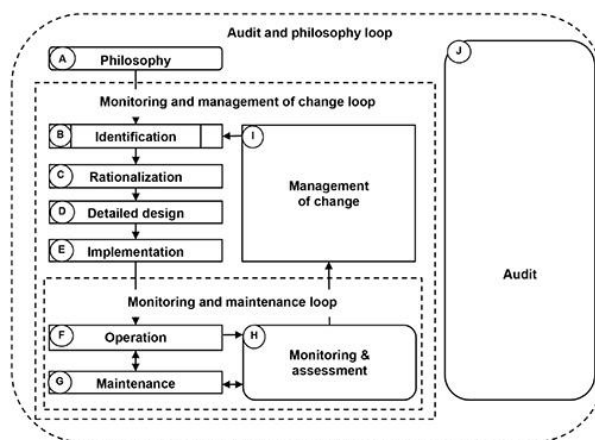 Audit and philosophy loop
J
A
Philosophy
Monitoring and management of change loop
B
Identification
I
C
Rationalization
Management
of change
D
Detailed design
E
Implementation
Audit
Monitoring and maintenance loop
F
Operation
H
Monitoring &
assessment
G
Maintenance